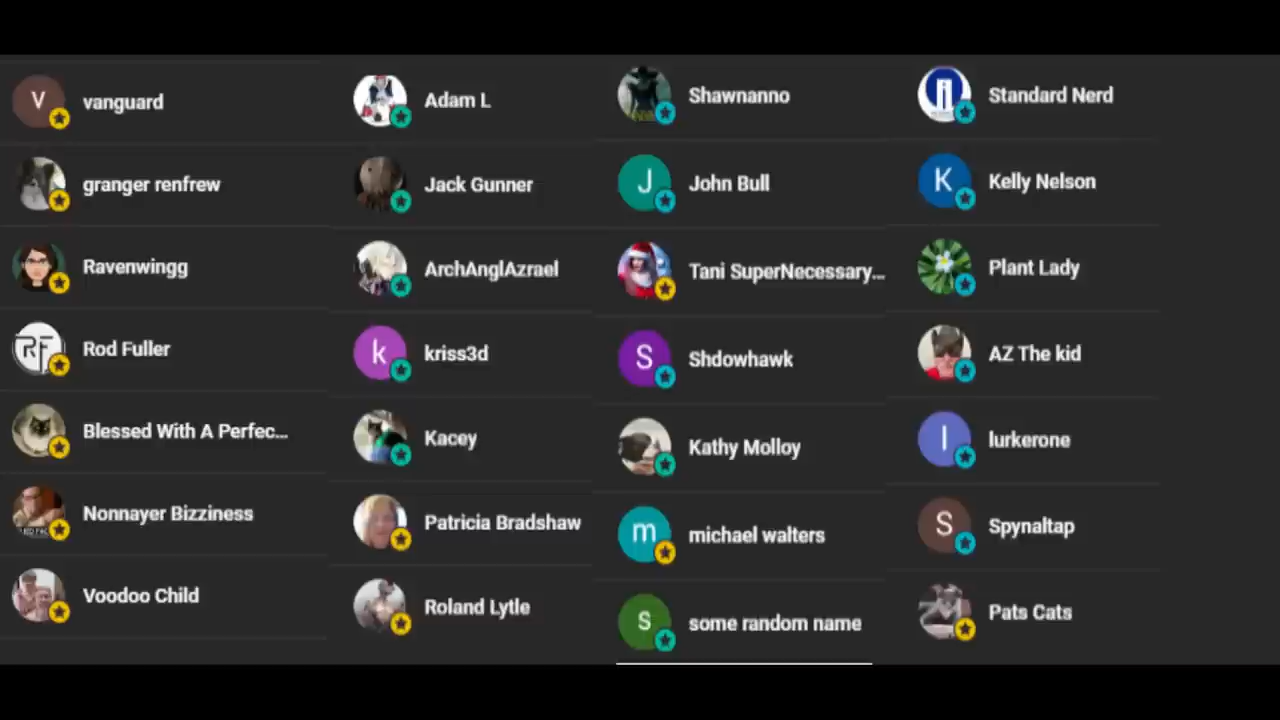 V vanguard
granger renfrew
Ravenwingg
RF Rod Fuller
Blessed With A Perfec...
Nonnayer Bizziness
Voodoo Child
Adam L
Jack Gunner
ArchAnglAzrael
k kriss3d
Kacey
Patricia Bradshaw
Roland Lytle
Shawnanno
J John Bull
Tani SuperNecessary...
S Shdowhawk
Kathy Molloy
m michael walters
s some random name
Standard Nerd
K Kelly Nelson
Plant Lady
AZ The kid
l lurkerone
S Spynaltap
Pats Cats